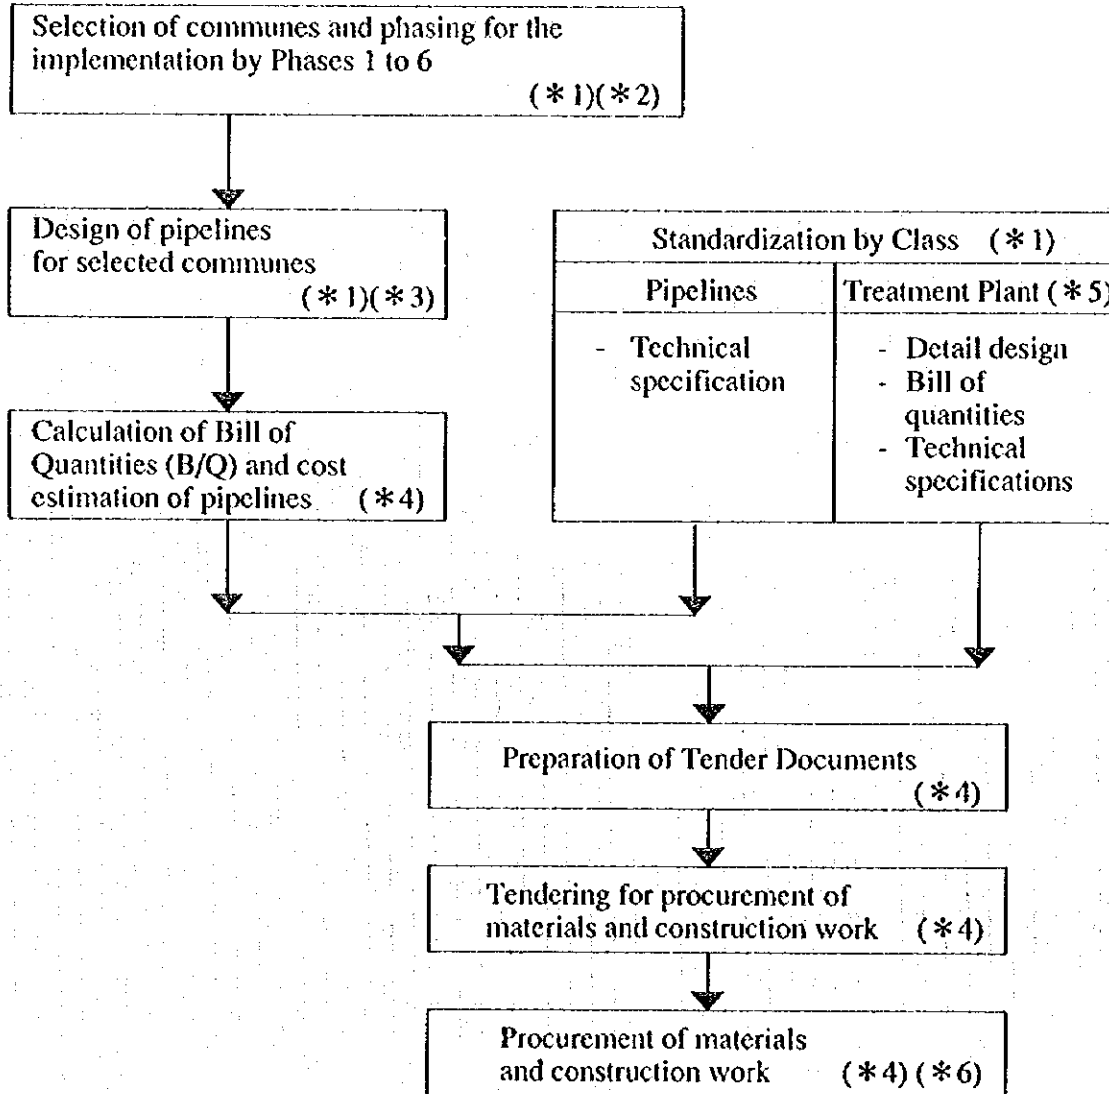 Selection of communes and phasing for the
implementation by Phases 1 to 6
(*1)(*2)
Design of pipelines
for selected communes
(*1)(*3)
Calculation of Bill of
Quantities (B/Q) and cost
estimation of pipelines (*4)
Standardization by Class (*1)
Pipelines
- Technical
specification
Treatment Plant (*5)
- Detail design
- Bill of
quantities
- Technical
specifications
Preparation of Tender Documents
(*4)
Tendering for procurement of
materials and construction work (*4)
Procurement of materials
and construction work (*4) (*6)